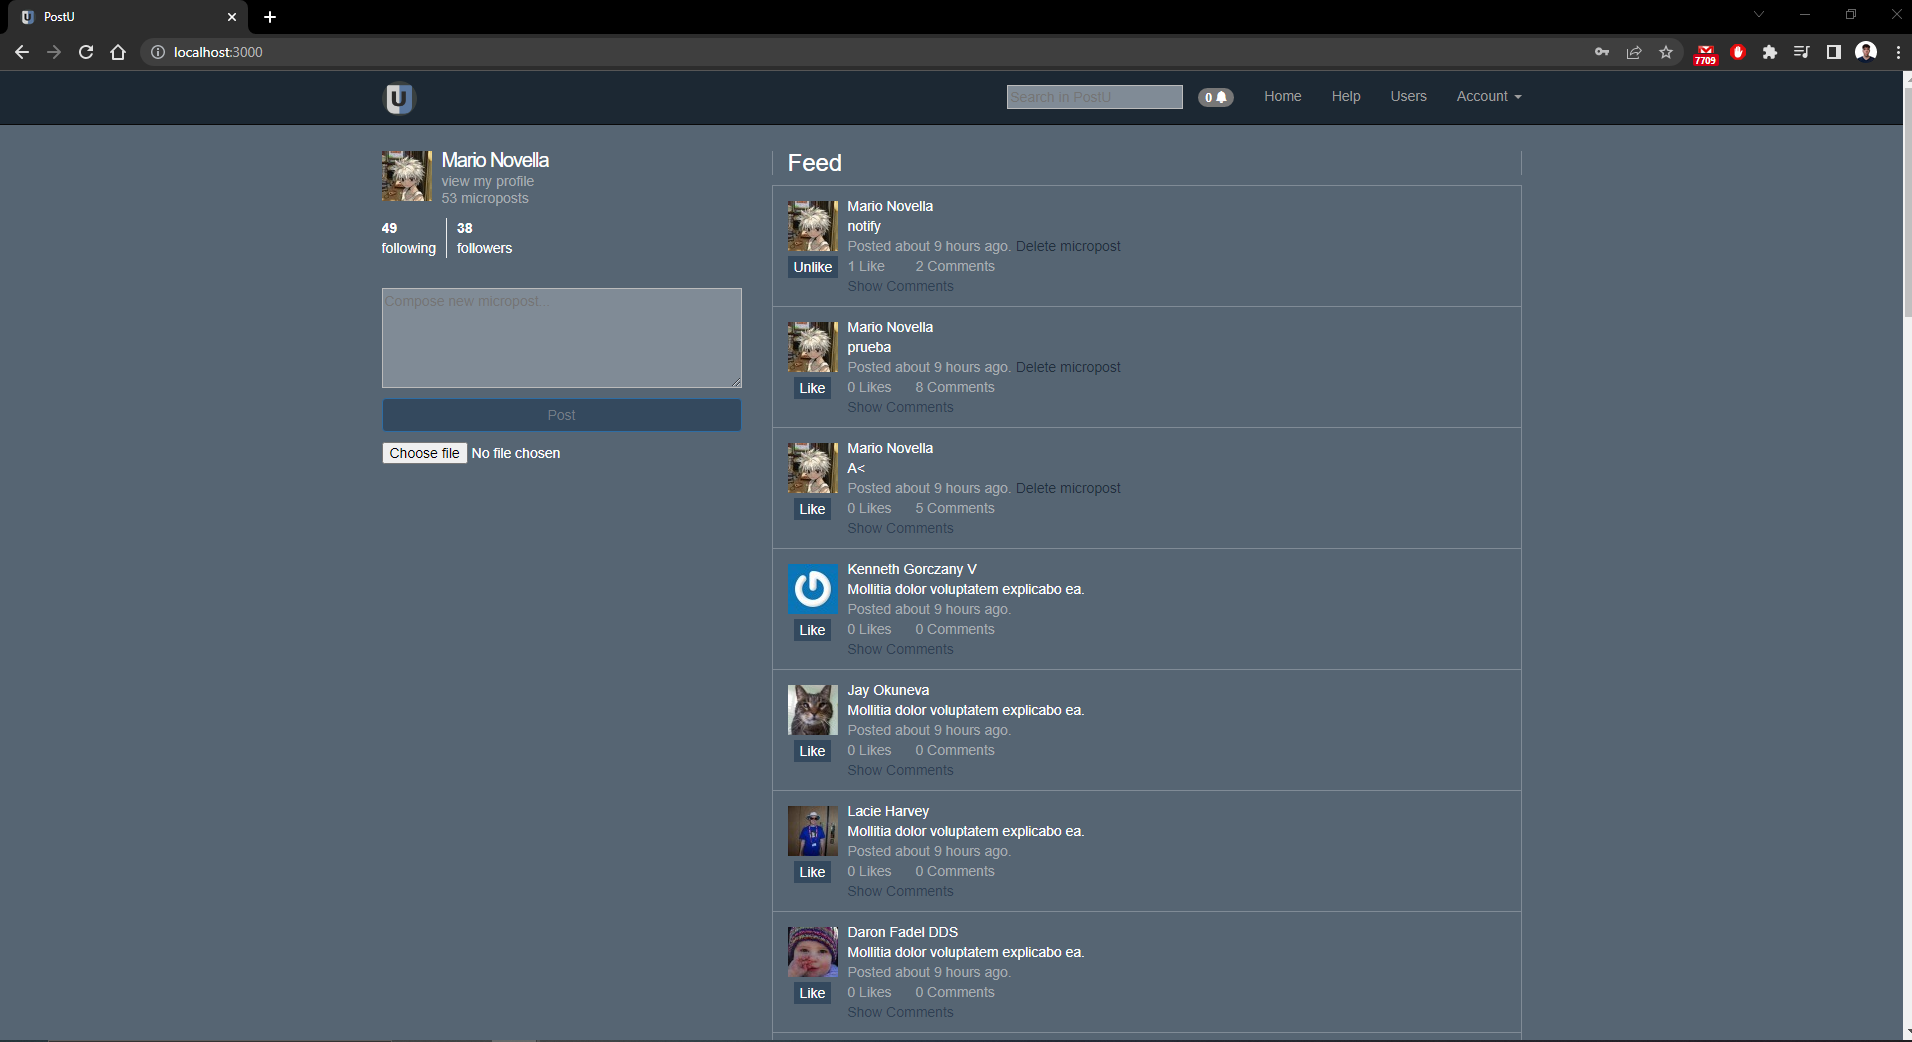 PostU
localhost:3000
7709
U
Search in PostU
0
Home
Help
Users
Account
Mario Novella
view my profile
53 microposts
49
following
38
followers
Compose new micropost...
Post
Choose file No file chosen
Feed
Mario Novella
notify
Posted about 9 hours ago. Delete micropost
Unlike
1 Like 2 Comments
Show Comments
Mario Novella
prueba
Posted about 9 hours ago. Delete micropost
Like
0 Likes 8 Comments
Show Comments
Mario Novella
A<
Posted about 9 hours ago. Delete micropost
Like
0 Likes 5 Comments
Show Comments
Kenneth Gorczany V
Mollitia dolor voluptatem explicabo ea.
Posted about 9 hours ago.
Like
0 Likes 0 Comments
Show Comments
Jay Okuneva
Mollitia dolor voluptatem explicabo ea.
Posted about 9 hours ago.
Like
0 Likes 0 Comments
Show Comments
Lacie Harvey
Mollitia dolor voluptatem explicabo ea.
Posted about 9 hours ago.
Like
0 Likes 0 Comments
Show Comments
Daron Fadel DDS
Mollitia dolor voluptatem explicabo ea.
Posted about 9 hours ago.
Like
0 Likes 0 Comments
Show Comments